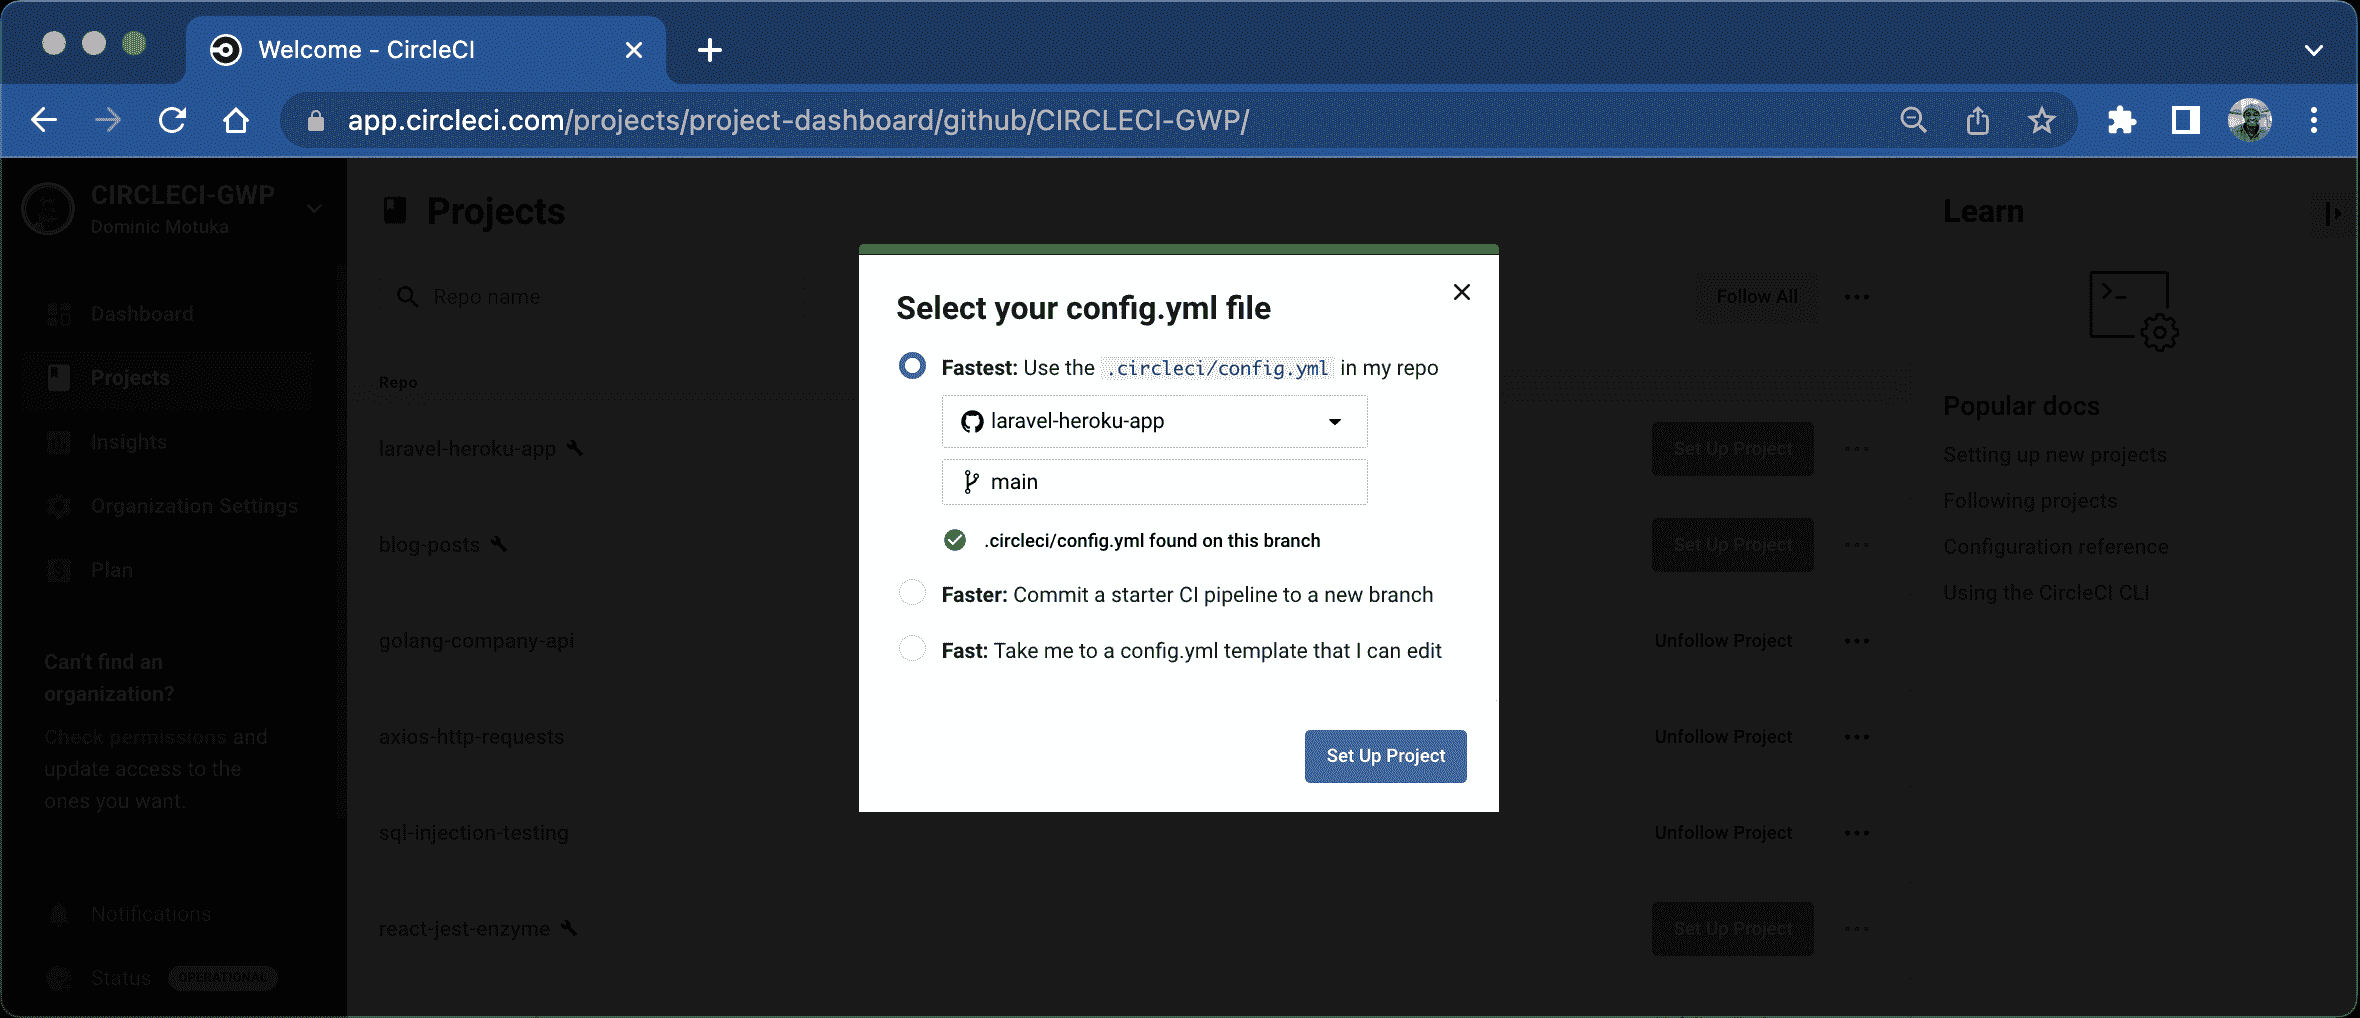 Welcome - CircleCI
app.circleci.com/projects/project-dashboard/github/CIRCLECI-GWP/
CIRCLECI-GWP
Dominic Motuka
Dashboard
Projects
Insights
Organization Settings
Plan
Can't find an
organization?
Check permissions and
update access to the
ones you want.
Notifications
Status OPERATIONAL
Projects
Repo name
Follow All
Repo
laravel-heroku-app
Set Up Project
blog-posts
Set Up Project
golang-company-api
Unfollow Project
axios-http-requests
Unfollow Project
sql-injection-testing
Unfollow Project
react-jest-enzyme
Set Up Project
Select your config.yml file
Fastest: Use the .circleci/config.yml in my repo
laravel-heroku-app
main
.circleci/config.yml found on this branch
Faster: Commit a starter CI pipeline to a new branch
Fast: Take me to a config.yml template that I can edit
Set Up Project
Learn
Popular docs
Setting up new projects
Following projects
Configuration reference
Using the CircleCI CLI